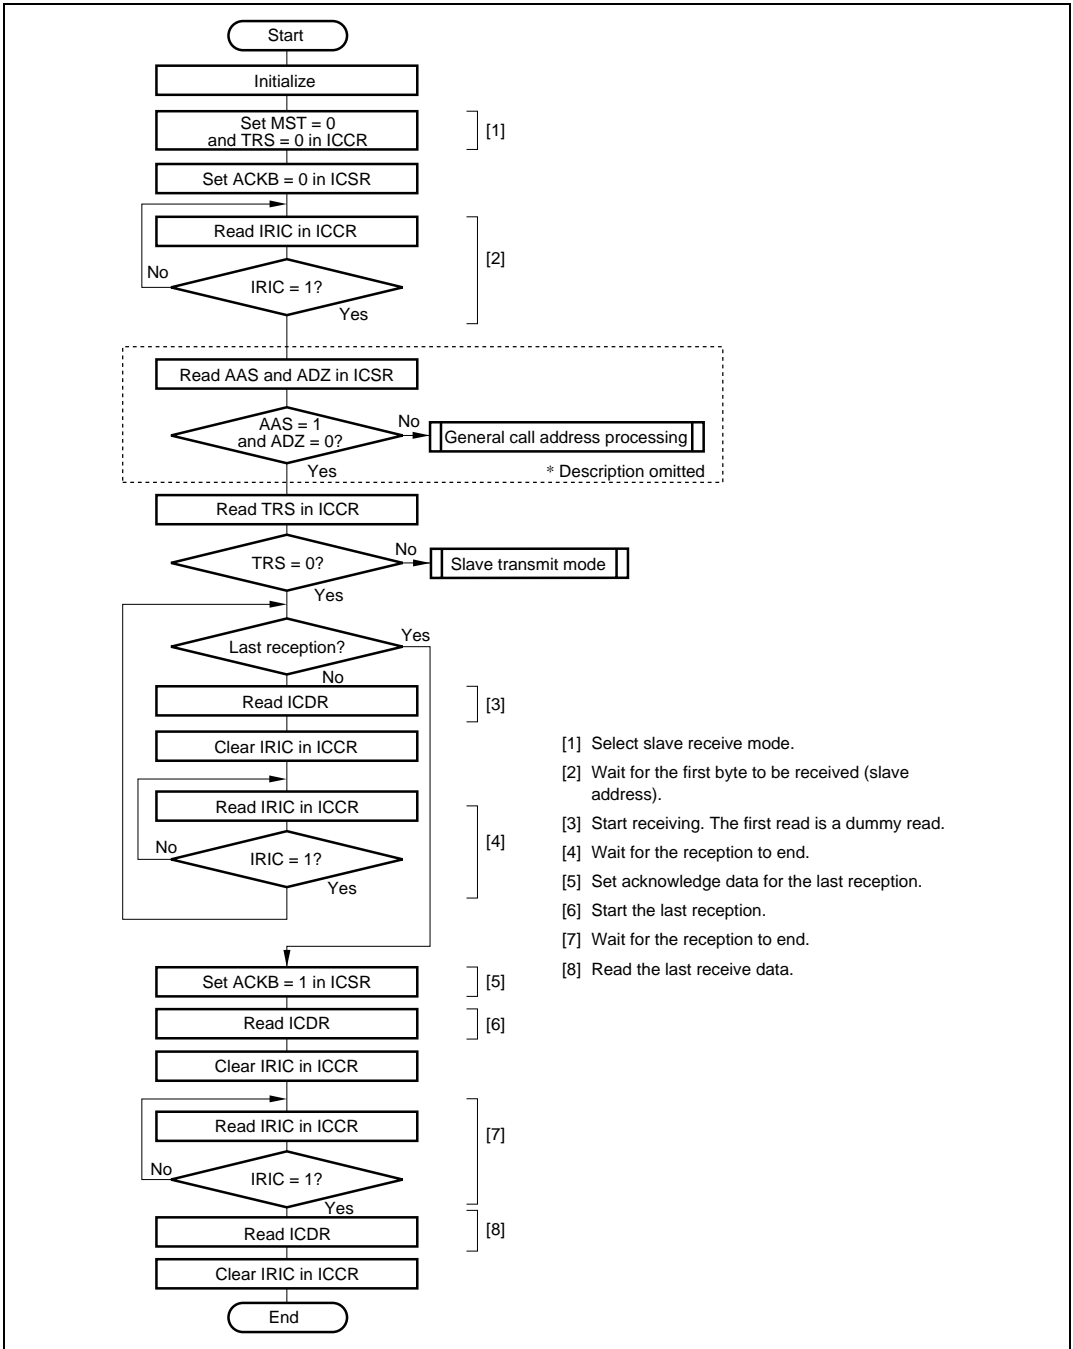 Start
Initialize
Set MST = 0
and TRS = 0 in ICCR
[1]
Set ACKB = 0 in ICSR
Read IRIC in ICCR
[2]
No
IRIC = 1?
Yes
Read AAS and ADZ in ICSR
AAS = 1
and ADZ = 0?
No
General call address processing
Yes
* Description omitted
Read TRS in ICCR
TRS = 0?
No
Slave transmit mode
Yes
Last reception?
Yes
No
Read ICDR
[3]
Clear IRIC in ICCR
Read IRIC in ICCR
[4]
No
IRIC = 1?
Yes
[1] Select slave receive mode.
[2] Wait for the first byte to be received (slave
address).
[3] Start receiving. The first read is a dummy read.
[4] Wait for the reception to end.
[5] Set acknowledge data for the last reception.
[6] Start the last reception.
[7] Wait for the reception to end.
[8] Read the last receive data.
Set ACKB = 1 in ICSR
[5]
Read ICDR
[6]
Clear IRIC in ICCR
Read IRIC in ICCR
[7]
No
IRIC = 1?
Yes
Read ICDR
[8]
Clear IRIC in ICCR
End